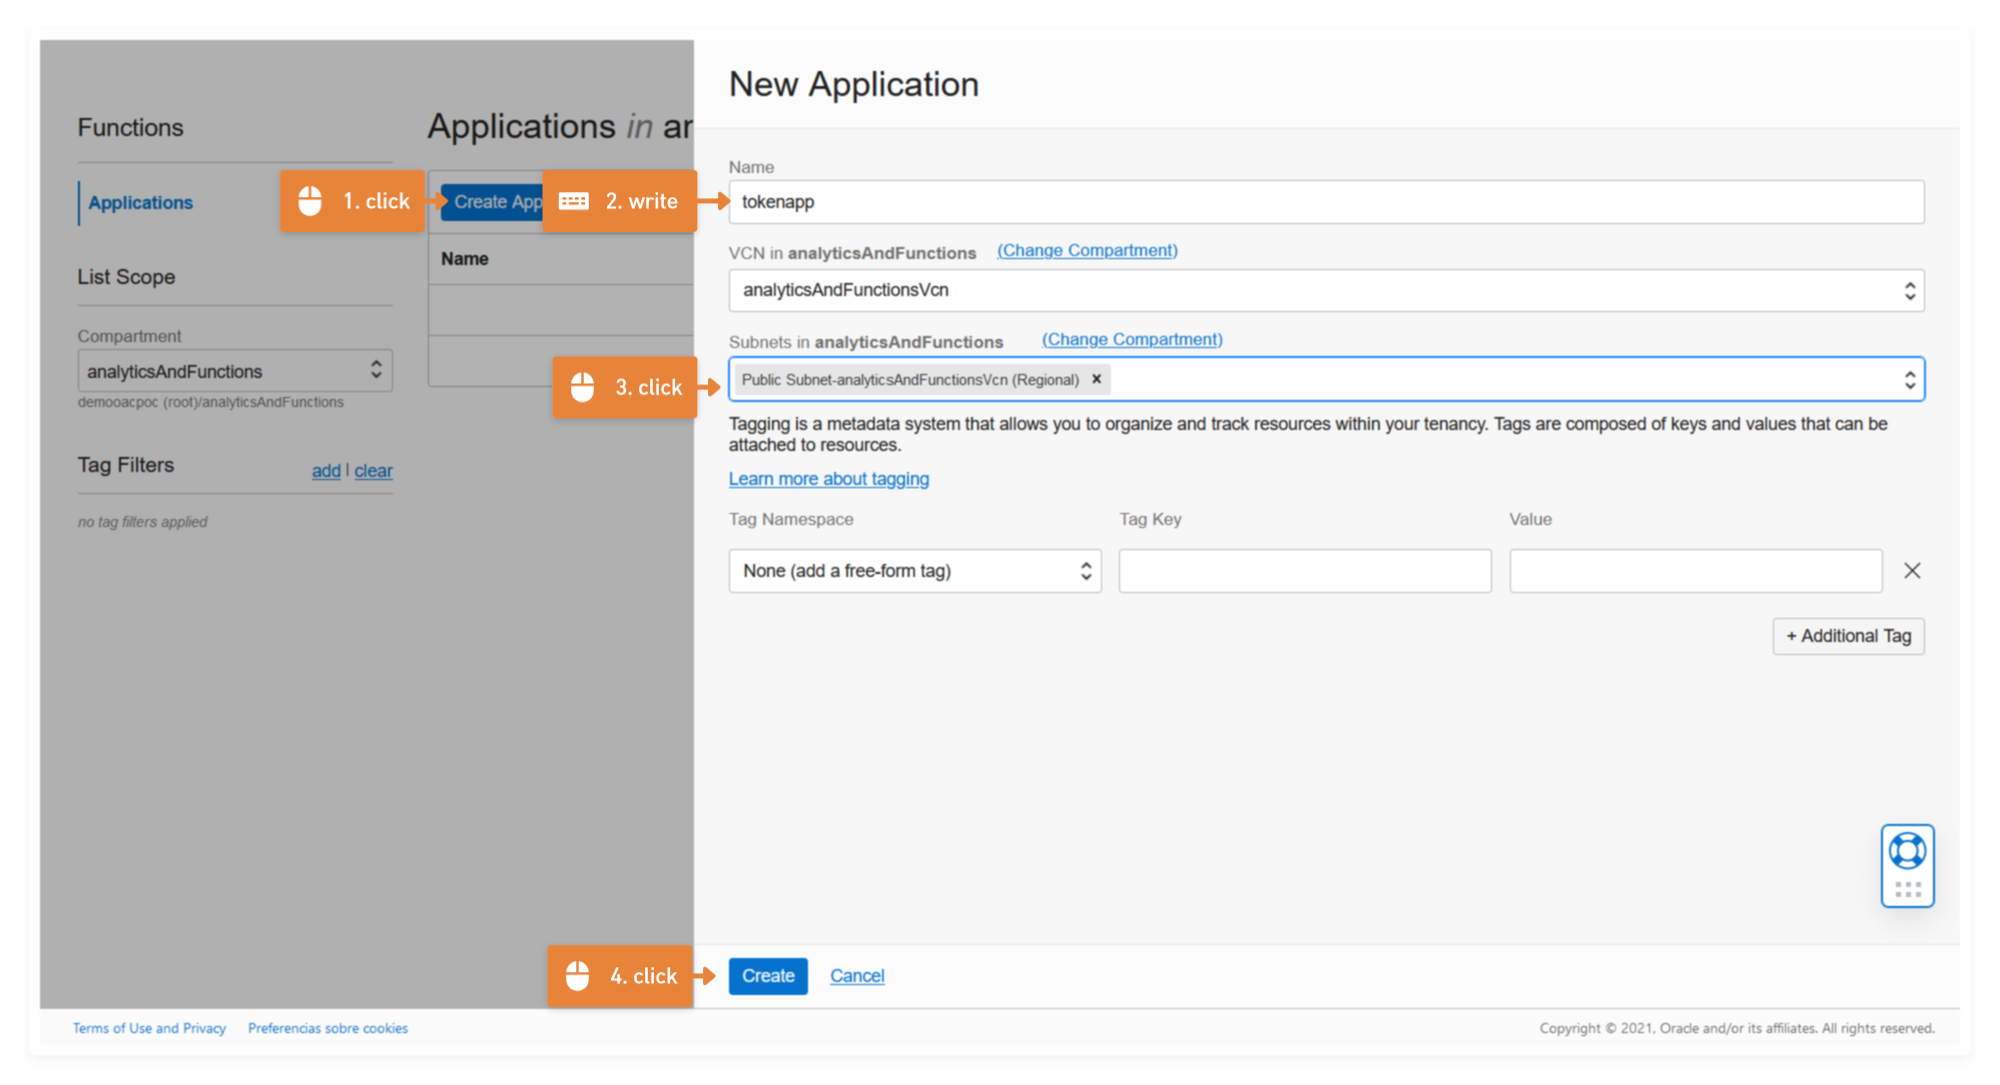 New Application
Functions
Applications in ar
Name
Applications
1. click
Create App
2. write
tokenapp
Name
VCN in analyticsAndFunctions (Change Compartment)
List Scope
analyticsAndFunctionsVcn
Compartment
Subnets in analyticsAndFunctions (Change Compartment)
analyticsAndFunctions
3. click
Public Subnet-analyticsAndFunctionsVcn (Regional) ×
demooacpoc (root)/analyticsAndFunctions
Tagging is a metadata system that allows you to organize and track resources within your tenancy. Tags are composed of keys and values that can be
attached to resources.
Tag Filters
add | clear
Learn more about tagging
no tag filters applied
Tag Namespace
Tag Key
Value
None (add a free-form tag)
+ Additional Tag
4. click
Create
Cancel
Terms of Use and Privacy
Preferencias sobre cookies
Copyright © 2021, Oracle and/or its affiliates. All rights reserved.